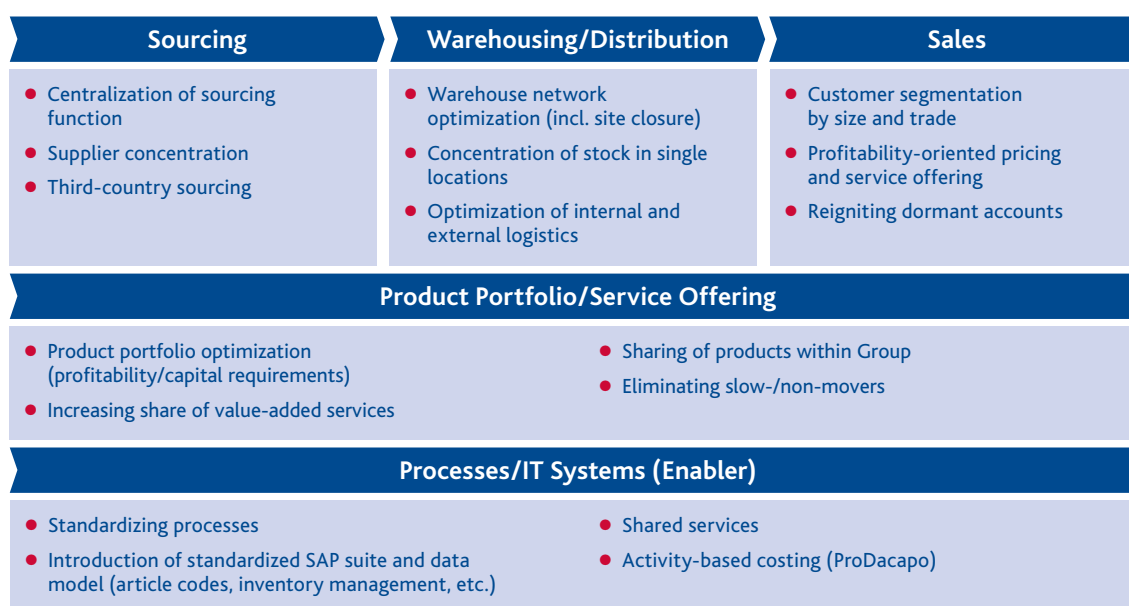 Sourcing
Warehousing/Distribution
Sales
Centralization of sourcing
function
Supplier concentration
Third-country sourcing
Warehouse network
optimization (incl. site closure)
Concentration of stock in single
locations
Optimization of internal and
external logistics
Customer segmentation
by size and trade
Profitability-oriented pricing
and service offering
Reigniting dormant accounts
Product Portfolio/Service Offering
Product portfolio optimization
(profitability/capital requirements)
Increasing share of value-added services
Sharing of products within Group
Eliminating slow-/non-movers
Processes/IT Systems (Enabler)
Standardizing processes
Introduction of standardized SAP suite and data
model (article codes, inventory management, etc.)
Shared services
Activity-based costing (ProDacapo)